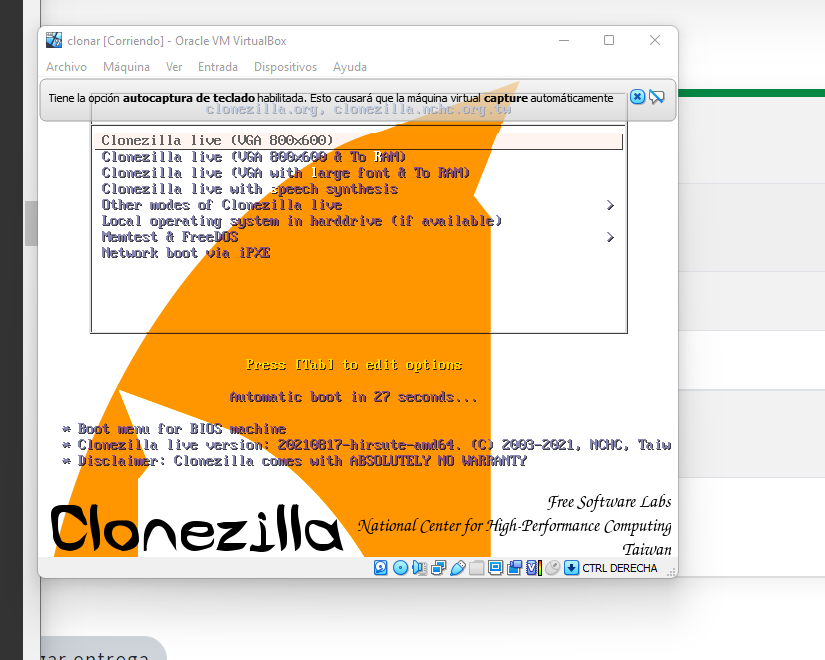 clonar [Corriendo] - Oracle VM VirtualBox
Archivo Máquina Ver Entrada Dispositivos Ayuda
Tiene la opción autocaptura de teclado habilitada. Esto causará que la máquina virtual capture automáticamente
clonezilla.org, clonezilla.nchc.org.tw
Clonezilla live (VGA 800x600)
Clonezilla live (VGA 800x600 & To RAM)
Clonezilla live (VGA with large font & To RAM)
Clonezilla live with speech synthesis
Other modes of Clonezilla live >
Local operating system in harddrive (if available)
Memtest & FreeDOS >
Network boot via iPXE
Press [Tab] to edit options
Automatic boot in 27 seconds...
* Boot menu for BIOS machine
* Clonezilla live version: 20210817-hirsute-amd64. (C) 2003-2021, NCHC, Taiw
* Disclaimer: Clonezilla comes with ABSOLUTELY NO WARRANTY
Free Software Labs
Clonezilla National Center for High-Performance Computing
Taiwan
CTRL DERECHA
entrega